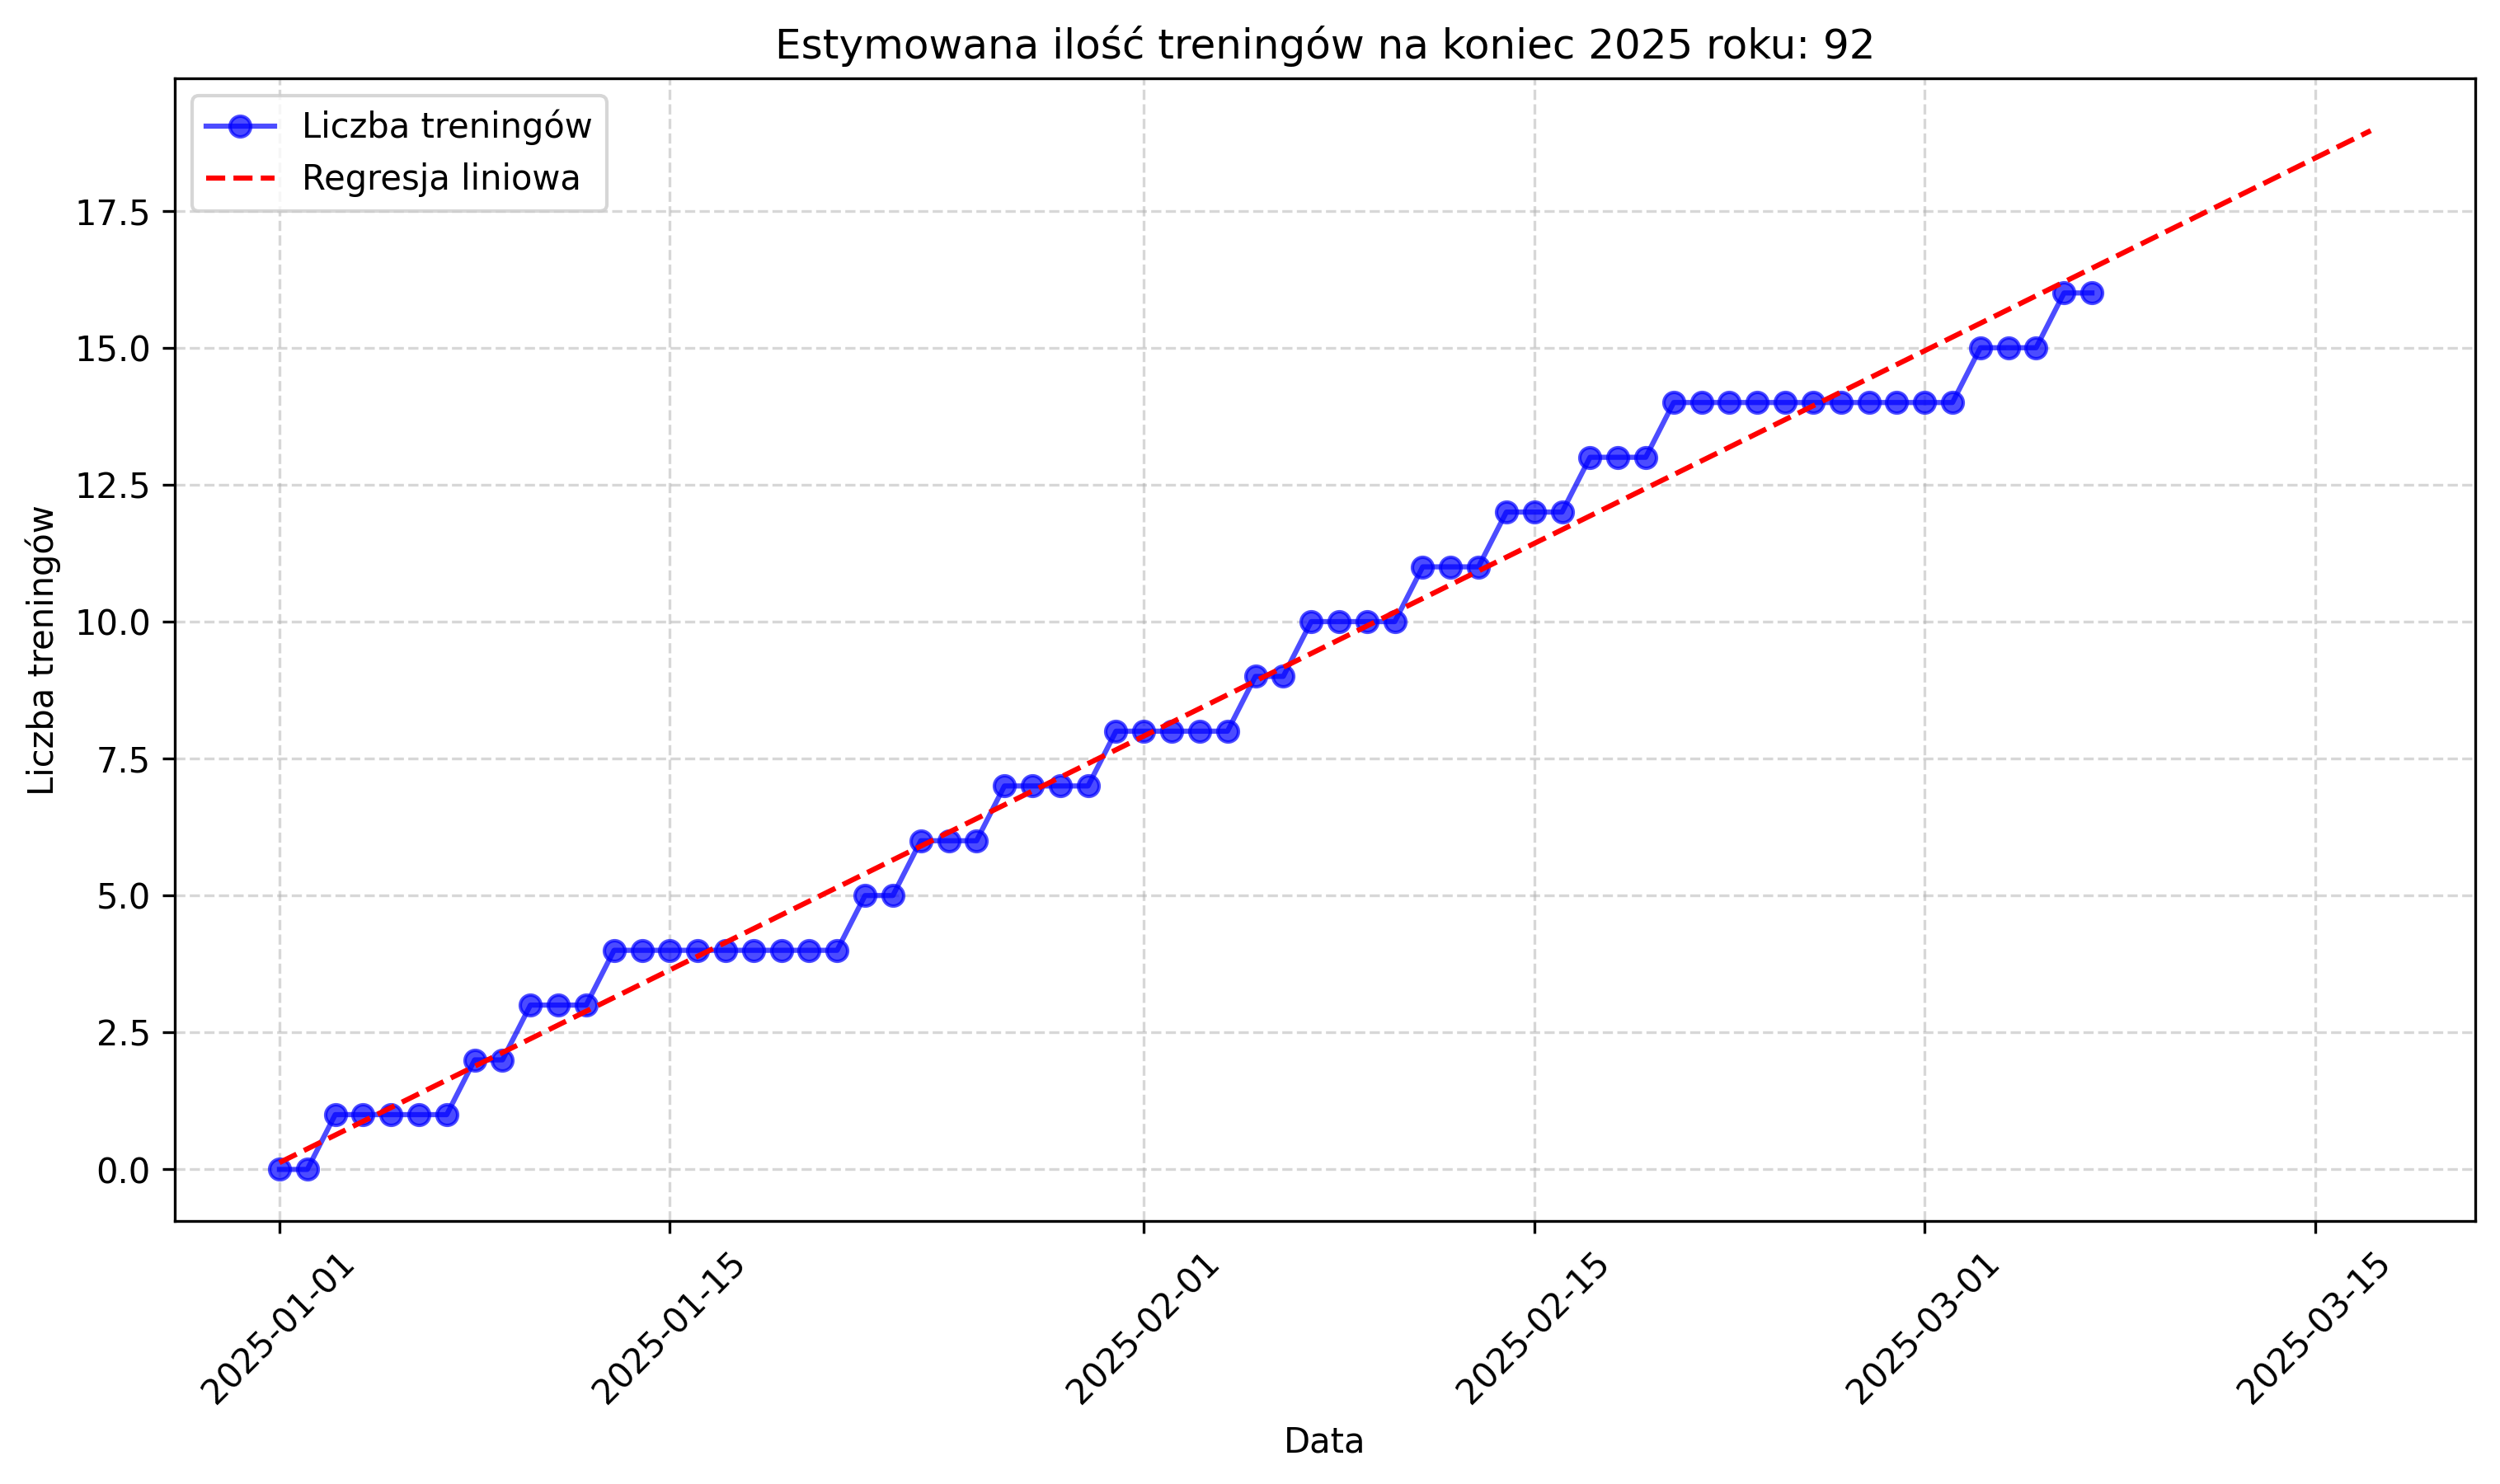 Estymowana ilość treningów na koniec 2025 roku: 92
Liczba treningów
Regresja liniowa
Liczba treningów
17.5
15.0
12.5
10.0
7.5
5.0
2.5
0.0
2025-01-01
2025-01-15
2025-02-01
2025-02-15
2025-03-01
2025-03-15
Data